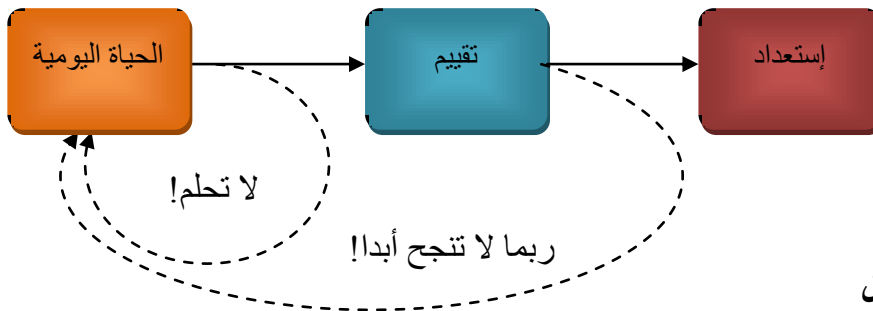 الحياة اليومية
تقييم
إستعداد
لا تحلم!
ربما لا تنجح أبدا!